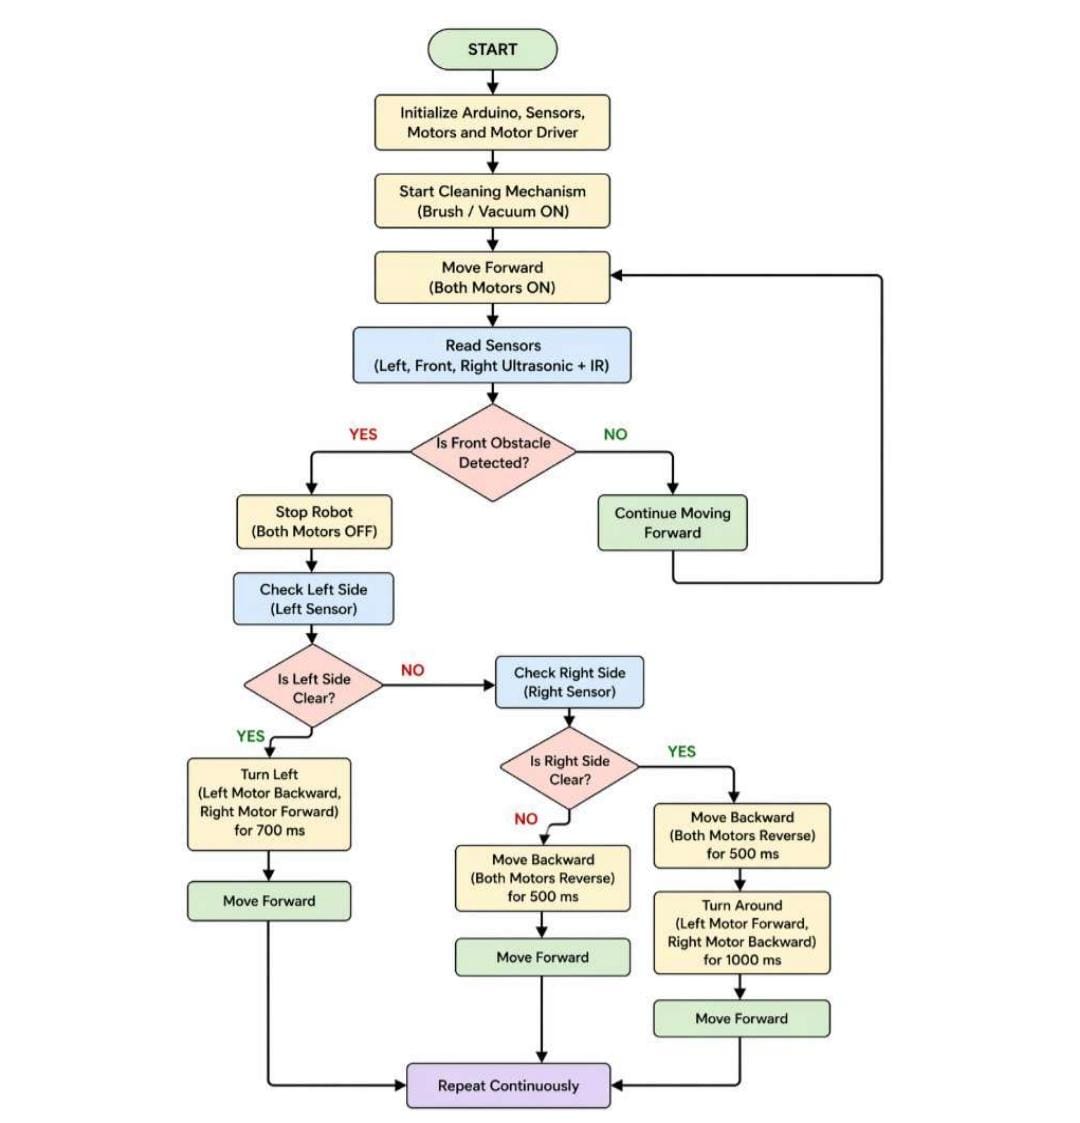 START
Initialize Arduino, Sensors,
Motors and Motor Driver
Start Cleaning Mechanism
(Brush / Vacuum ON)
Move Forward
(Both Motors ON)
Read Sensors
(Left, Front, Right Ultrasonic + IR)
Is Front Obstacle
Detected?
YES
NO
Stop Robot
(Both Motors OFF)
Continue Moving
Forward
Check Left Side
(Left Sensor)
Is Left Side
Clear?
NO
YES
Check Right Side
(Right Sensor)
Is Right Side
Clear?
YES
NO
Turn Left
(Left Motor Backward,
Right Motor Forward)
for 700 ms
Move Forward
Move Backward
(Both Motors Reverse)
for 500 ms
Move Forward
Move Backward
(Both Motors Reverse)
for 500 ms
Turn Around
(Left Motor Forward,
Right Motor Backward)
for 1000 ms
Move Forward
Repeat Continuously